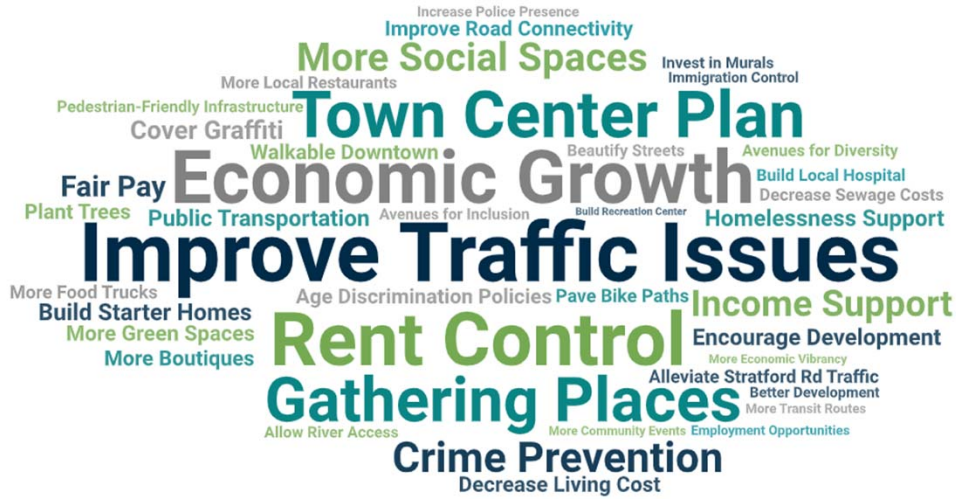 Increase Police Presence
Improve Road Connectivity
More Social Spaces
Invest in Murals
Immigration Control
More Local Restaurants
Pedestrian-Friendly Infrastructure
Town Center Plan
Cover Graffiti
Walkable Downtown
Beautify Streets
Avenues for Diversity
Fair Pay
Economic Growth
Build Local Hospital
Decrease Sewage Costs
Plant Trees
Public Transportation
Avenues for Inclusion
Build Recreation Center
Homelessness Support
Improve Traffic Issues
More Food Trucks
Age Discrimination Policies
Pave Bike Paths
Income Support
Build Starter Homes
More Green Spaces
Rent Control
Encourage Development
More Boutiques
More Economic Vibrancy
Alleviate Stratford Rd Traffic
Gathering Places
Better Development
More Transit Routes
Allow River Access
More Community Events
Employment Opportunities
Crime Prevention
Decrease Living Cost